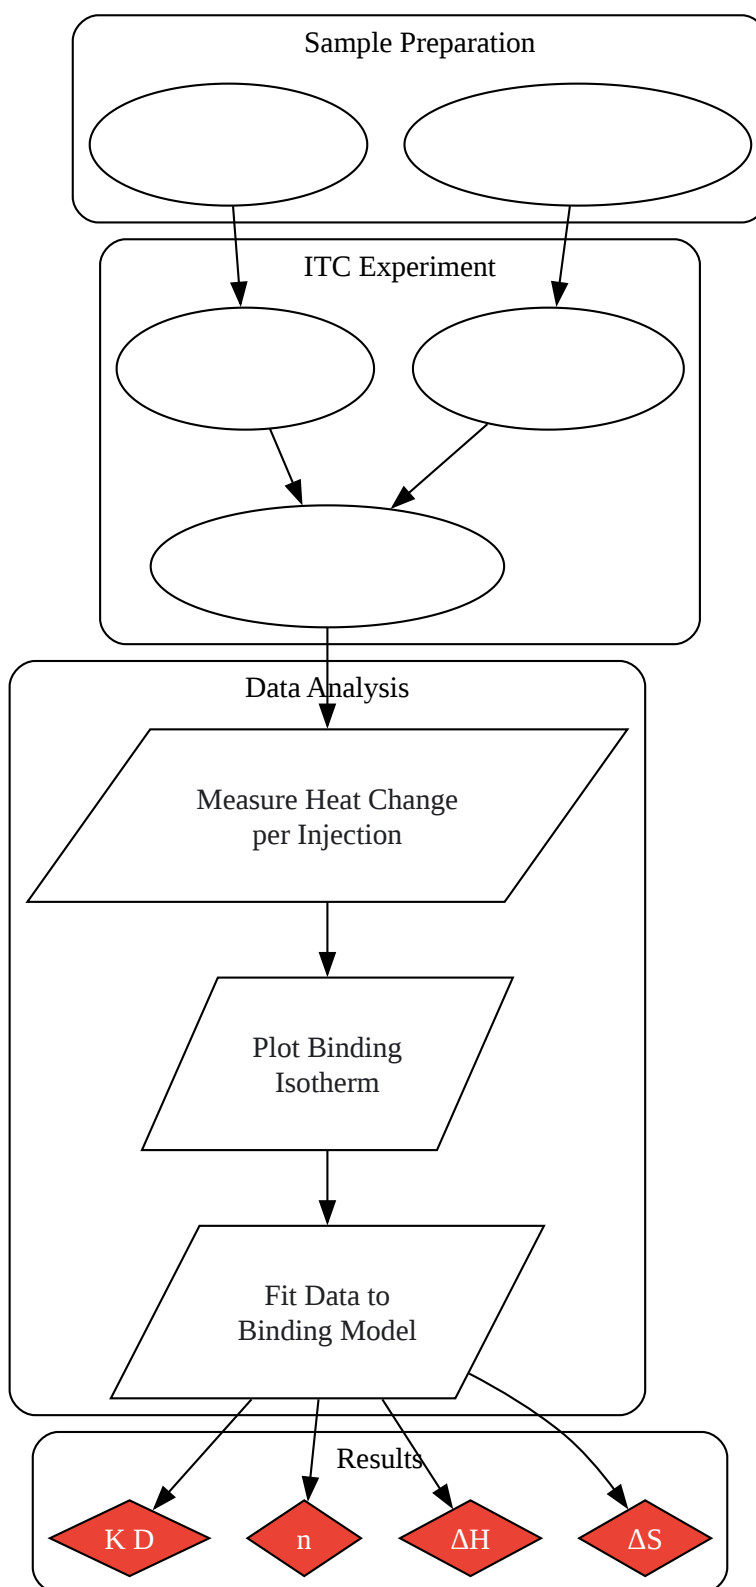 Sample Preparation
ITC Experiment
Data Analysis
Measure Heat Change
per Injection
Plot Binding
Isotherm
Fit Data to
Binding Model
Results
K D
n
ΔH
ΔS